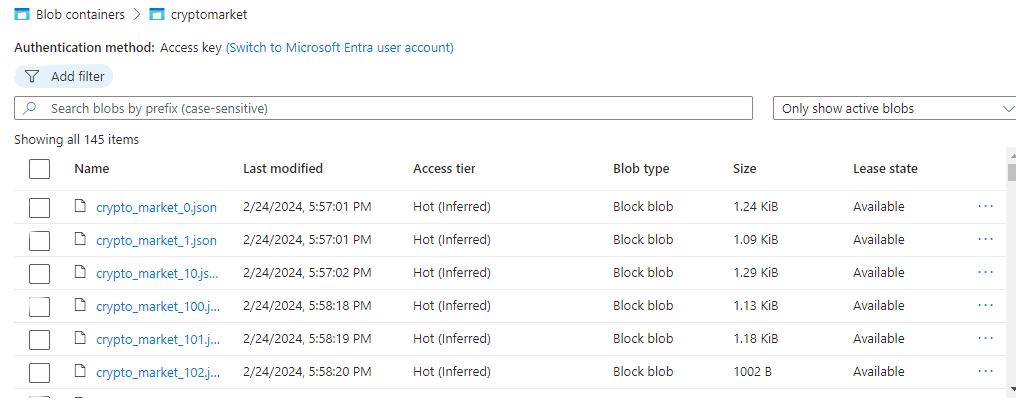 Blob containers > cryptomarket
Authentication method: Access key (Switch to Microsoft Entra user account)
Add filter
Search blobs by prefix (case-sensitive) Only show active blobs
Showing all 145 items
Name Last modified Access tier Blob type Size Lease state
crypto_market_0.json 2/24/2024, 5:57:01 PM Hot (Inferred) Block blob 1.24 KiB Available ...
crypto_market_1.json 2/24/2024, 5:57:01 PM Hot (Inferred) Block blob 1.09 KiB Available ...
crypto_market_10.js... 2/24/2024, 5:57:02 PM Hot (Inferred) Block blob 1.29 KiB Available ...
crypto_market_100.j... 2/24/2024, 5:58:18 PM Hot (Inferred) Block blob 1.13 KiB Available ...
crypto_market_101.j... 2/24/2024, 5:58:19 PM Hot (Inferred) Block blob 1.18 KiB Available ...
crypto_market_102.j... 2/24/2024, 5:58:20 PM Hot (Inferred) Block blob 1002 B Available ...